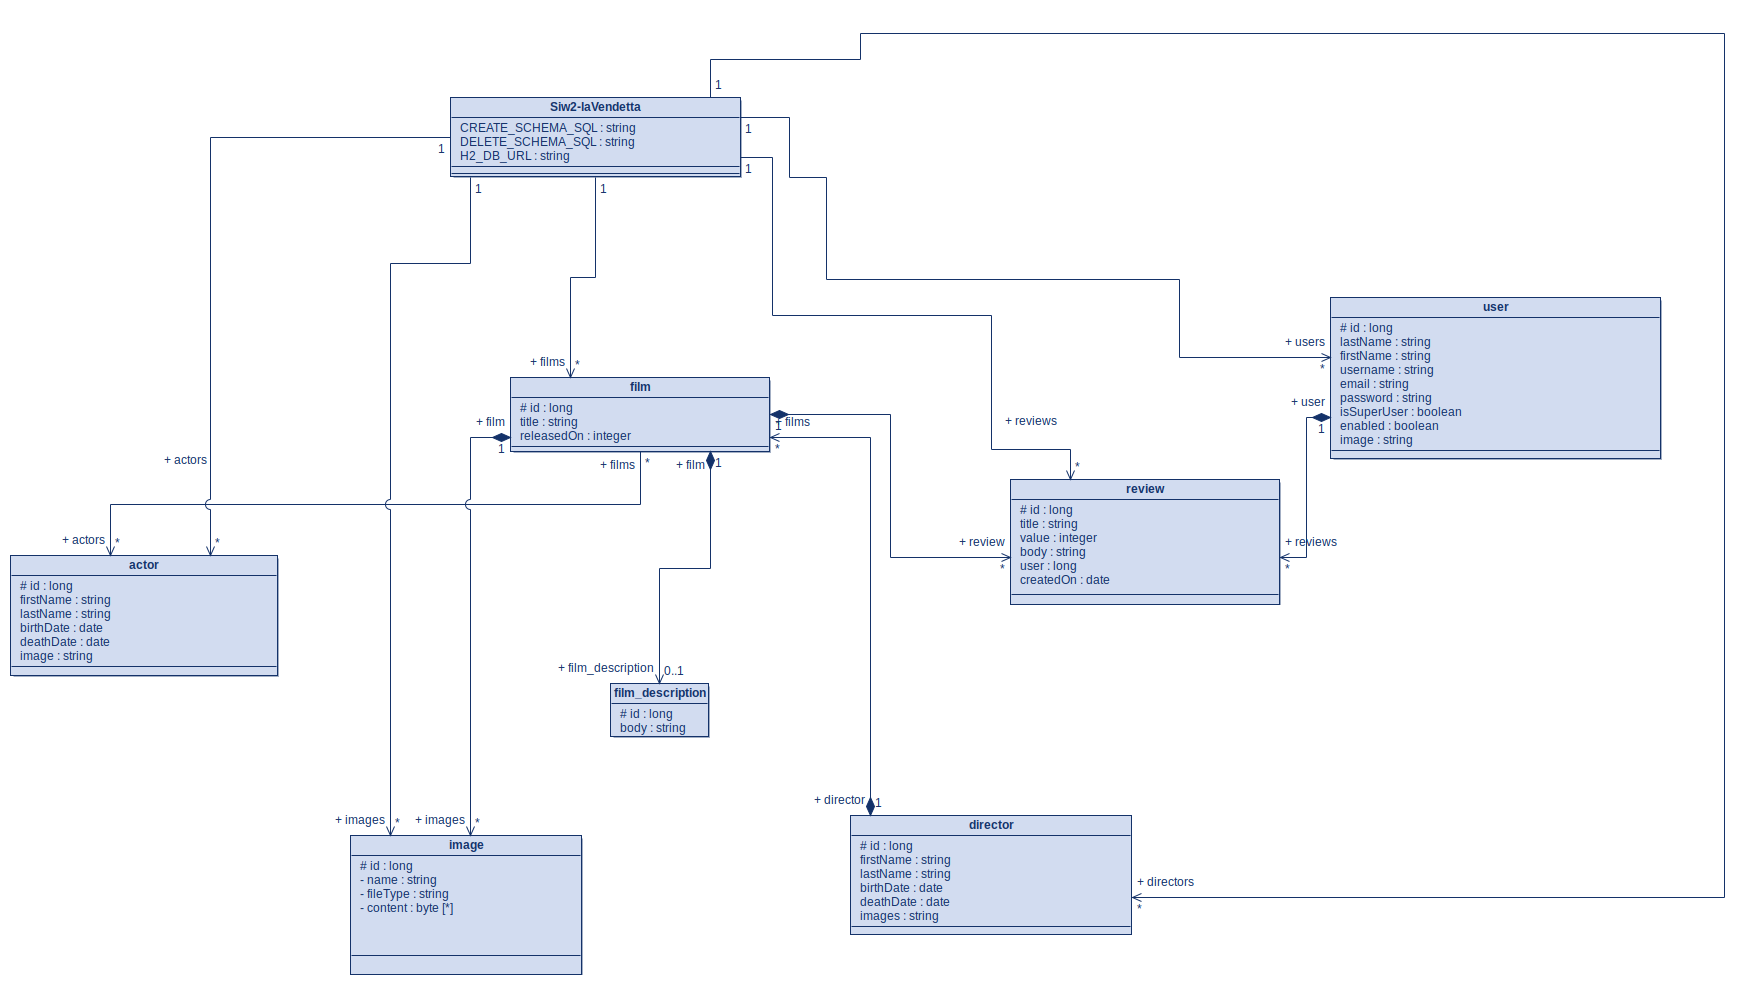 1
Siw2-laVendetta
CREATE_SCHEMA_SQL : string
DELETE_SCHEMA_SQL : string
H2_DB_URL : string
1
1
1
1
1
+ films
*
film
# id : long
title : string
releasedOn : integer
+ film
1
+ films
*
+ film
1
1
+ films
*
+ users
*
user
# id : long
lastName : string
firstName : string
username : string
email : string
password : string
isSuperUser : boolean
enabled : boolean
image : string
+ user
1
+ reviews
*
review
# id : long
title : string
value : integer
body : string
user : long
createdOn : date
+ review
*
+ reviews
*
+ actors
+ actors
*
*
actor
# id : long
firstName : string
lastName : string
birthDate : date
deathDate : date
image : string
+ film_description
0..1
film_description
# id : long
body : string
+ images
*
+ images
*
image
# id : long
- name : string
- fileType : string
- content : byte [*]
+ director
1
director
# id : long
firstName : string
lastName : string
birthDate : date
deathDate : date
images : string
+ directors
*